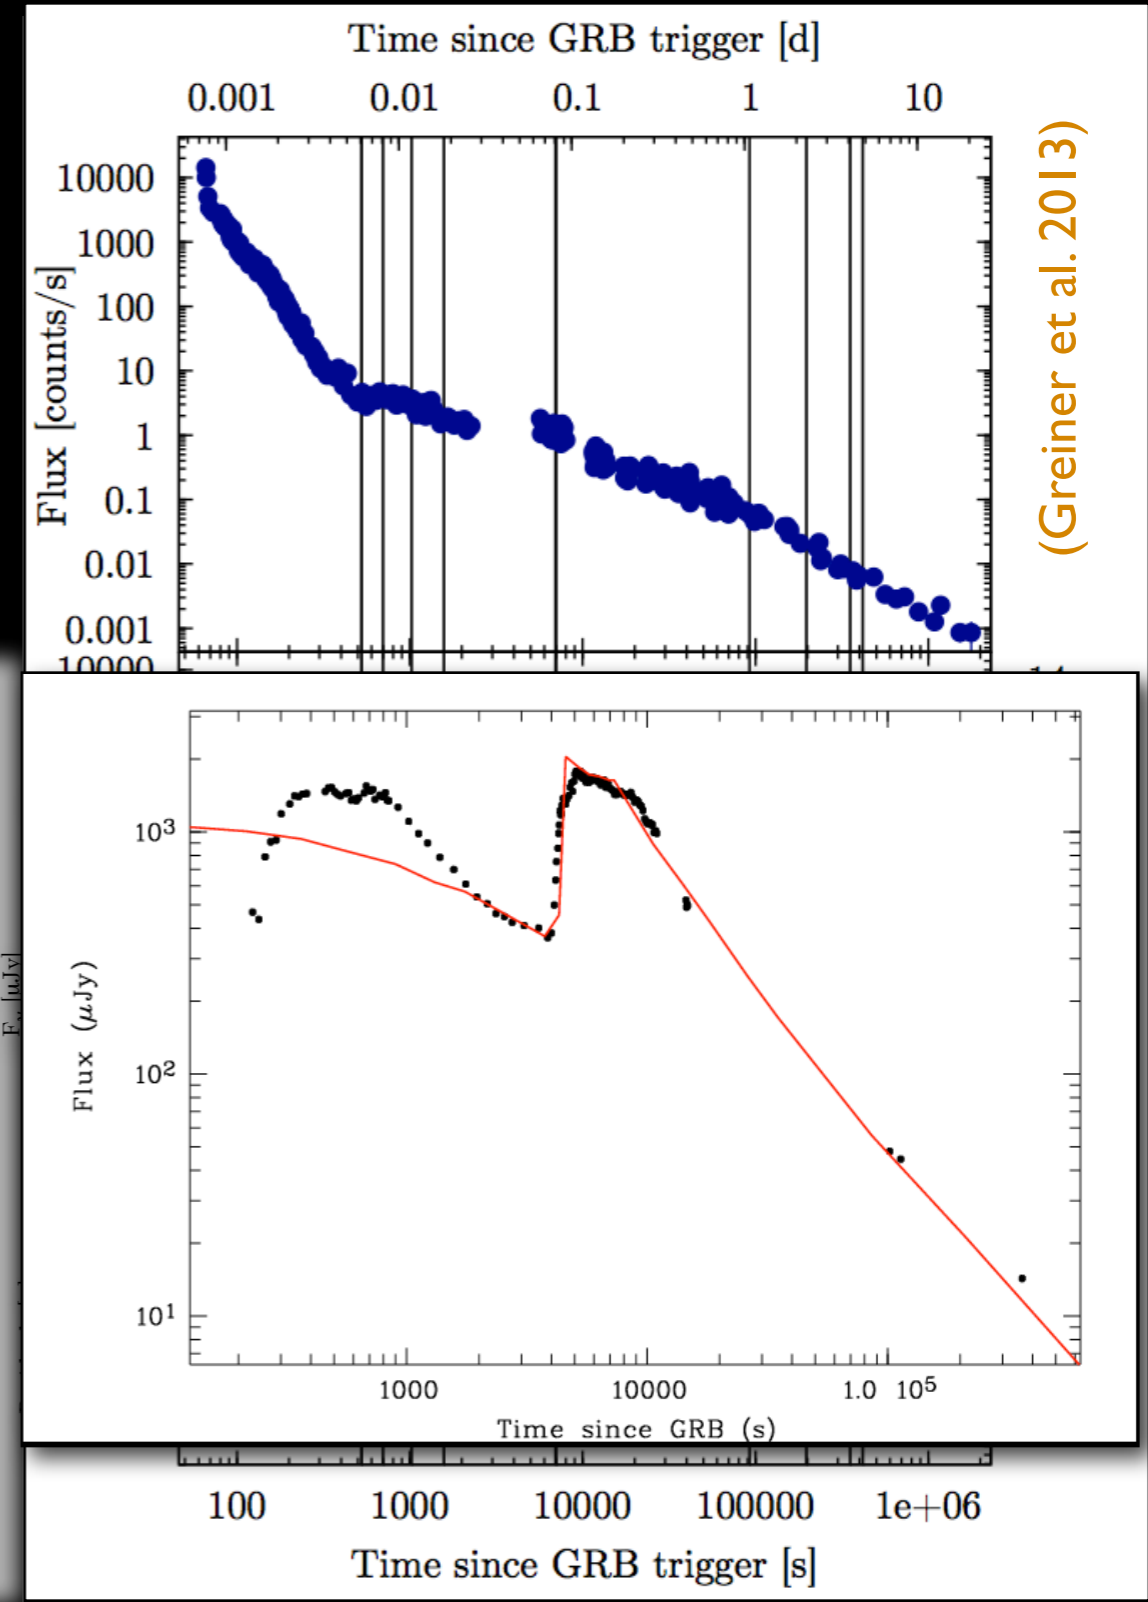 Time since GRB trigger [d]
0.001 0.01 0.1 1 10
10000
1000
100
10
1
0.1
0.01
0.001
Flux [counts/s]
(Greiner et al. 2013)
10000
10³
10²
10¹
Flux (μJy)
1000 10000 1.0 10⁵
Time since GRB (s)
100 1000 10000 100000 1e+06
Time since GRB trigger [s]